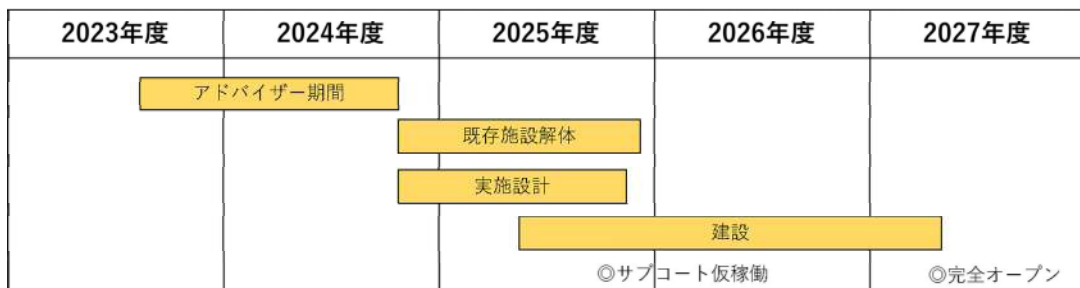 2023年度 2024年度 2025年度 2026年度 2027年度
アドバイザー期間
既存施設解体
実施設計
建設
◎サブコート仮稼働 ◎完全オープン